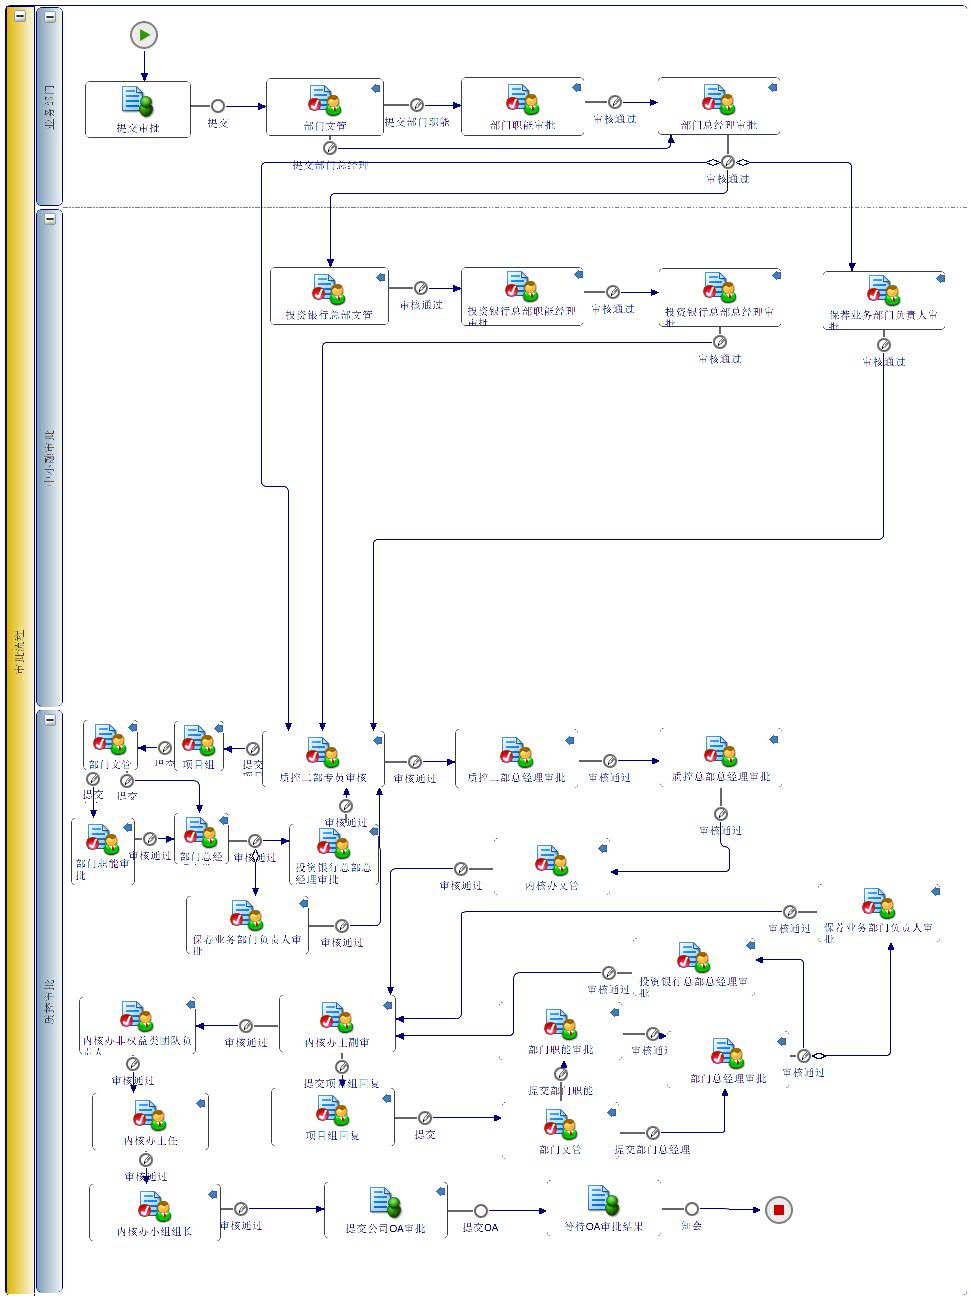 审批流程
业务部门
提交审批
提交
部门文管
提交部门职能
部门职能审批
审核通过
部门总经理审批
提交部门总经理
审核通过
投资银行总部文管
审核通过
投资银行总部职能经理
审批
审核通过
投资银行总部总经理审
批
保荐业务部门负责人审
批
审核通过
审核通过
质控审批
部门文管
提交
项目组
提交
质控二部专员审核
审核通过
质控二部总经理审批
审核通过
质控总部总经理审批
提交
提交
审核通过
审核通过
部门职能审
批
审核通过
部门总经
审核通过
投资银行总部总
经理审批
审核通过
内核办文管
保荐业务部门负责人审
批
审核通过
审核通过
保荐业务部门负责人审
批
审核通过
投资银行总部总经理审
批
内核办非权益类团队负
责人
审核通过
内核办主副审
部门职能审批
审核通过
部门总经理审批
审核通过
审核通过
提交项目组回复
提交部门职能
内核办主任
项目组回复
提交
部门文管
提交部门总经理
审核通过
内核办小组组长
审核通过
提交公司OA审批
提交OA
等待OA审批结果
知会